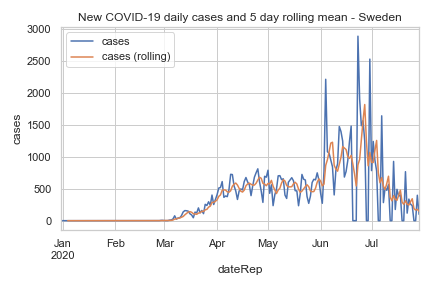 New COVID-19 daily cases and 5 day rolling mean - Sweden
cases
cases (rolling)
3000
2500
2000
1500
1000
500
0
cases
Jan Feb Mar Apr May Jun Jul
2020
dateRep